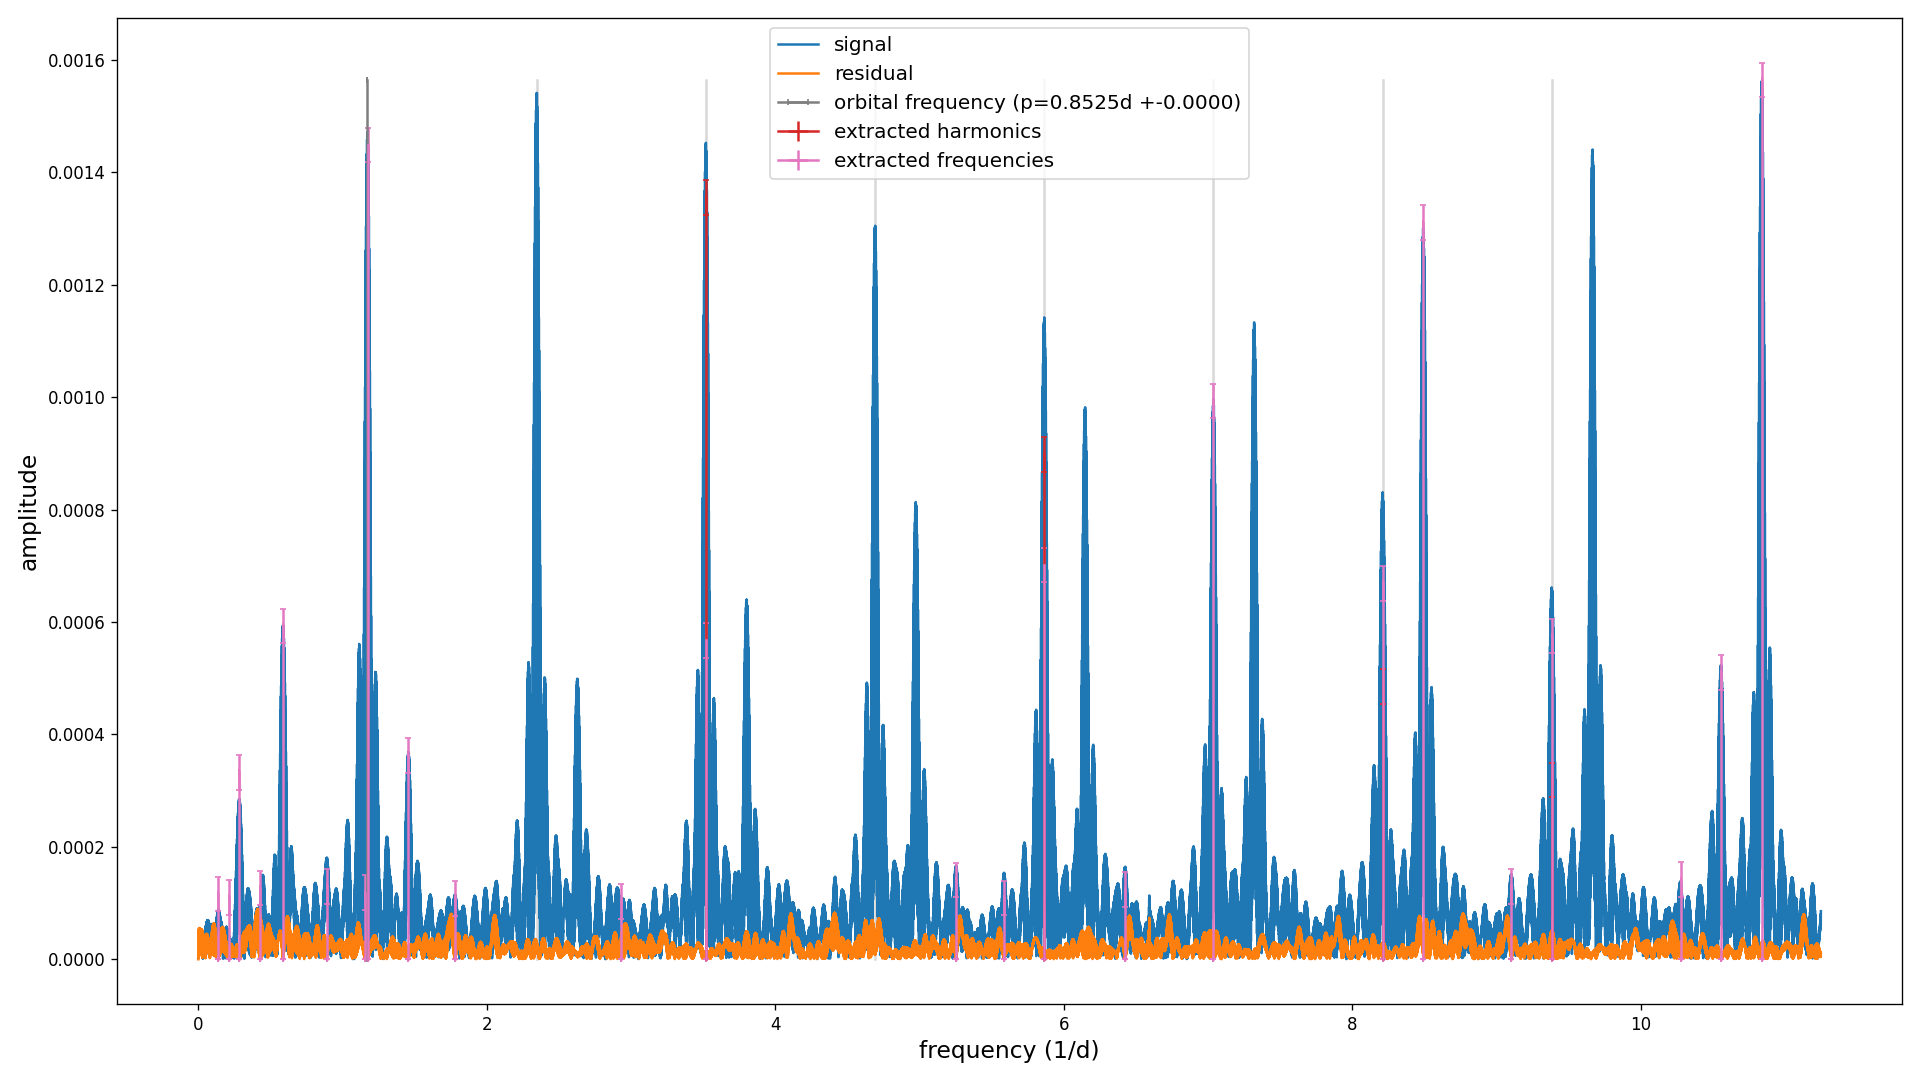 signal
residual
orbital frequency (p=0.8525d +-0.0000)
extracted harmonics
extracted frequencies
0.0016
0.0014
0.0012
0.0010
0.0008
0.0006
0.0004
0.0002
0.0000
amplitude
0 2 4 6 8 10
frequency (1/d)